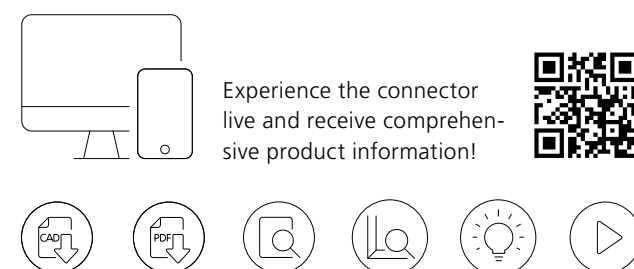 Experience the connector
live and receive comprehen-
sive product information!
CAD PDF